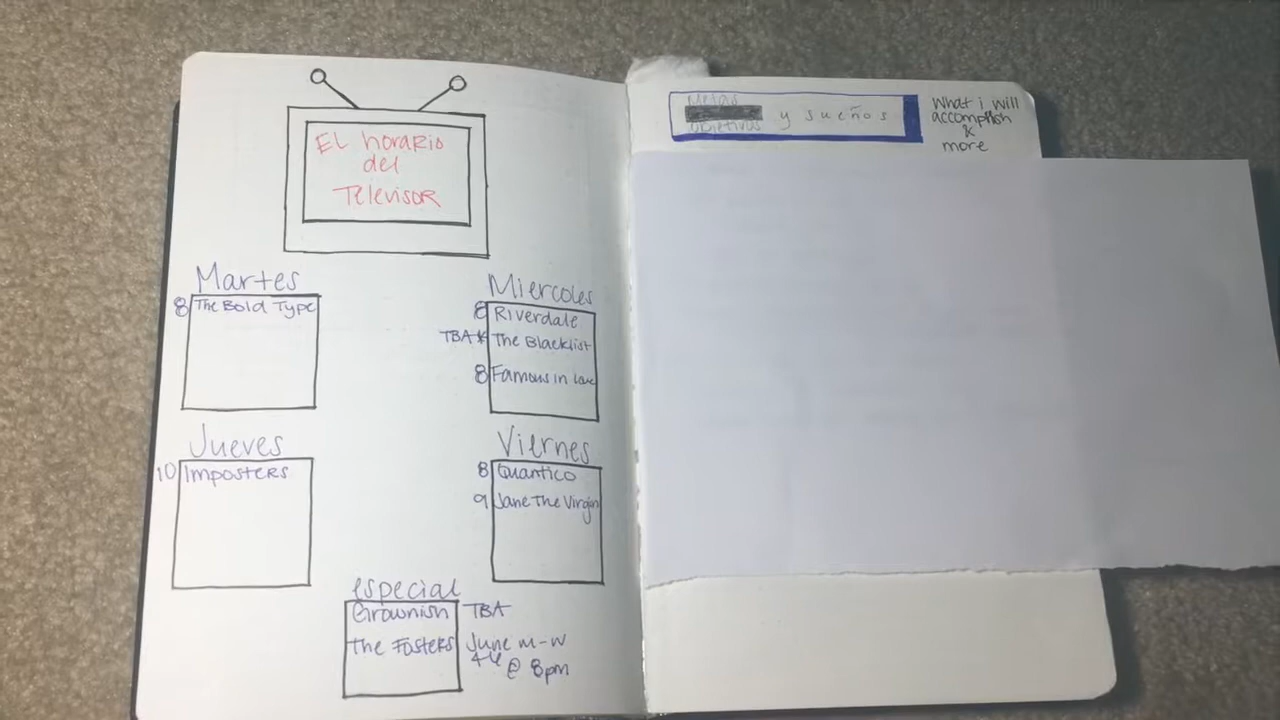 El horario
del
Televisor
Martes
8 The Bold Type
Miercoles
8 Riverdale
TBA* The Blacklist
8 Famous in Love
Jueves
10 Imposters
Viernes
8 Quantico
9 Jane The Virgin
especial
Grownish TBA
The Fosters June m-w
@ 8pm
Metas
y sueños
objetivos
What i will
accomplish
&
more